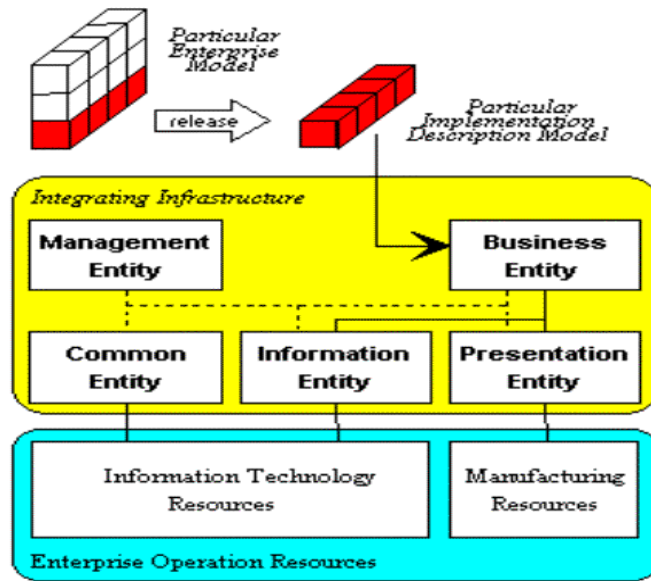 Particular
Enterprise
Model
release
Particular
Implementation
Description Model
Integrating Infrastructure
Management
Entity
Business
Entity
Common
Entity
Information
Entity
Presentation
Entity
Information Technology
Resources
Manufacturing
Resources
Enterprise Operation Resources